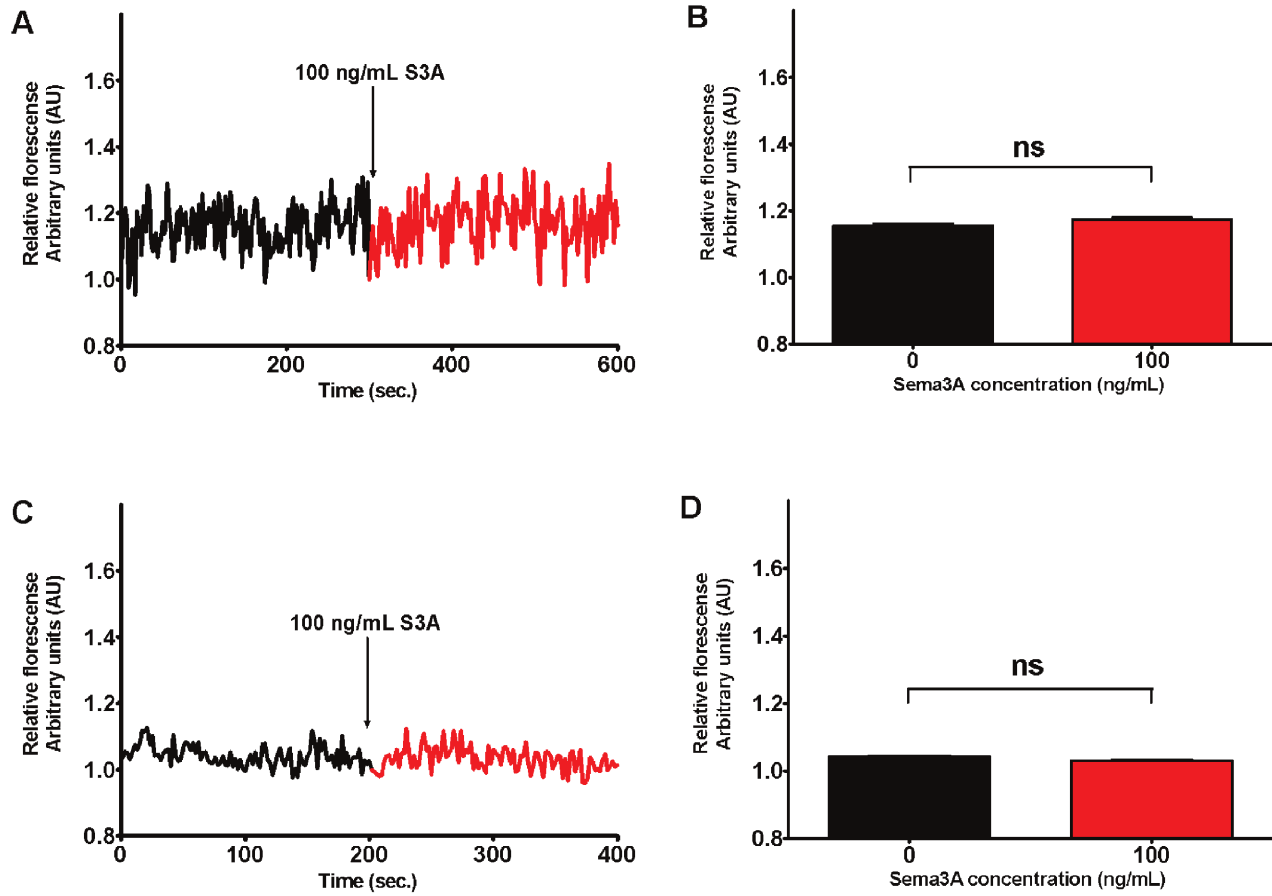 A
Relative florescense
Arbitrary units (AU)
1.6
1.4
1.2
1.0
0.8
100 ng/mL S3A
0
200
400
600
Time (sec.)
B
Relative florescense
Arbitrary units (AU)
1.6
1.4
1.2
1.0
0.8
ns
0
100
Sema3A concentration (ng/mL)
C
Relative florescense
Arbitrary units (AU)
1.6
1.4
1.2
1.0
0.8
100 ng/mL S3A
0
100
200
300
400
Time (sec.)
D
Relative florescense
Arbitrary units (AU)
1.6
1.4
1.2
1.0
0.8
ns
0
100
Sema3A concentration (ng/mL)